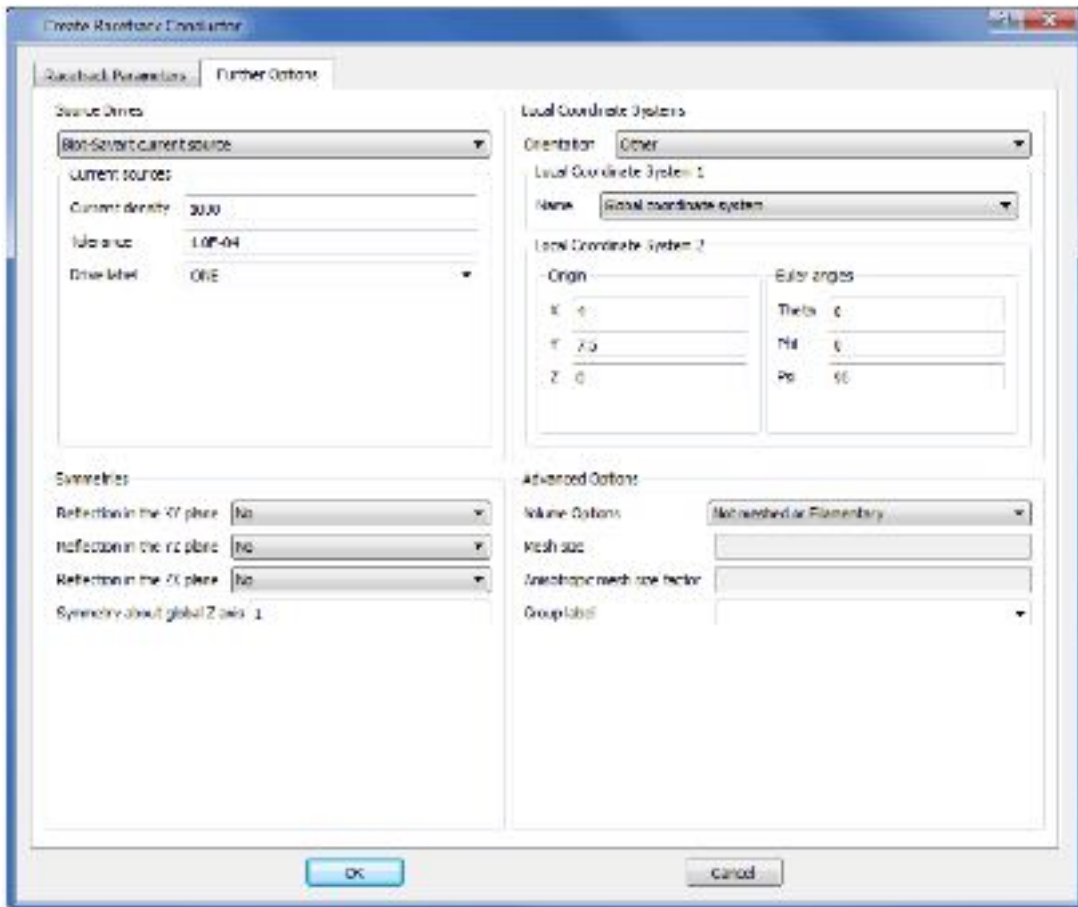 Create Racetrack Conductor
Racetrack Parameters
Further Options
Source Drives
Biot-Savart current source
Current sources
Current density
Tolerance 1.0E-04
Drive label ONE
Local Coordinate Systems
Orientation Other
Local Coordinate System 1
Name Global coordinate system
Local Coordinate System 2
Origin
X
Y 7.5
Z 0
Euler angles
Theta 0
Phi 0
Psi
Symmetries
Reflection in the XY plane No
Reflection in the YZ plane No
Reflection in the ZX plane No
Symmetry about global Z axis 1
Advanced Options
Volume Options Not meshed or Filamentary
Mesh size
Anisotropic mesh size factor
Group label
OK
Cancel